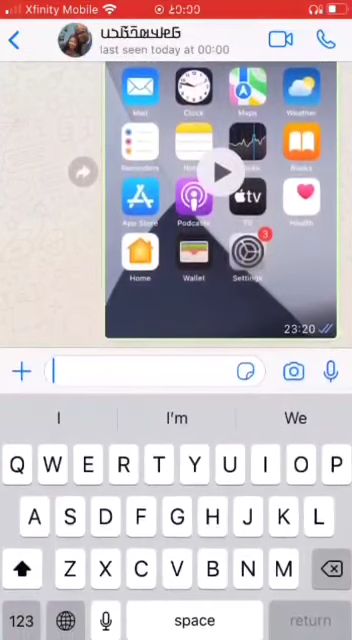 Xfinity Mobile
last seen today at 00:00
Mail Clock Maps Weather
Reminders Books
App Store Podcasts TV Health
tv
3
Home Wallet Settings
23:20
I I'm We
Q W E R T Y U I O P
A S D F G H J K L
Z X C V B N M
123 space return